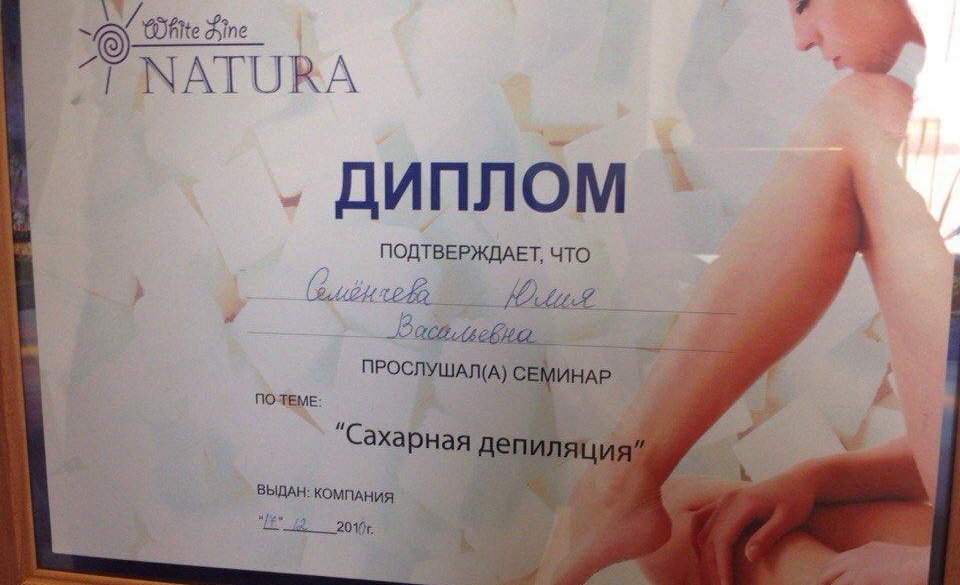 White Line
NATURA
ДИПЛОМ
ПОДТВЕРЖДАЕТ, ЧТО
Семёнчева Юлия
Васильевна
ПРОСЛУШАЛ(А) СЕМИНАР
ПО ТЕМЕ:
“Сахарная депиляция”
ВЫДАН: КОМПАНИЯ
“17” 12 2010г.